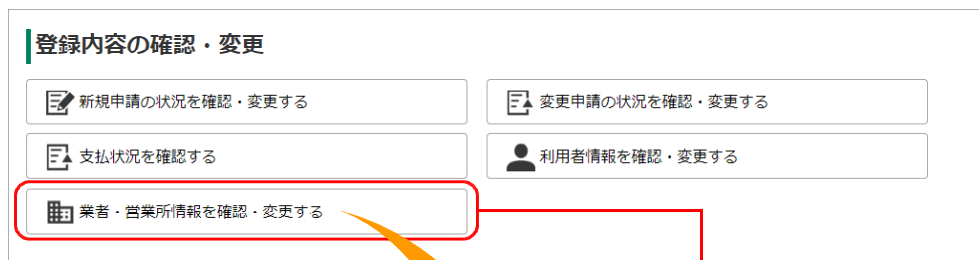 登録内容の確認・変更
新規申請の状況を確認・変更する
変更申請の状況を確認・変更する
支払状況を確認する
利用者情報を確認・変更する
業者・営業所情報を確認・変更する